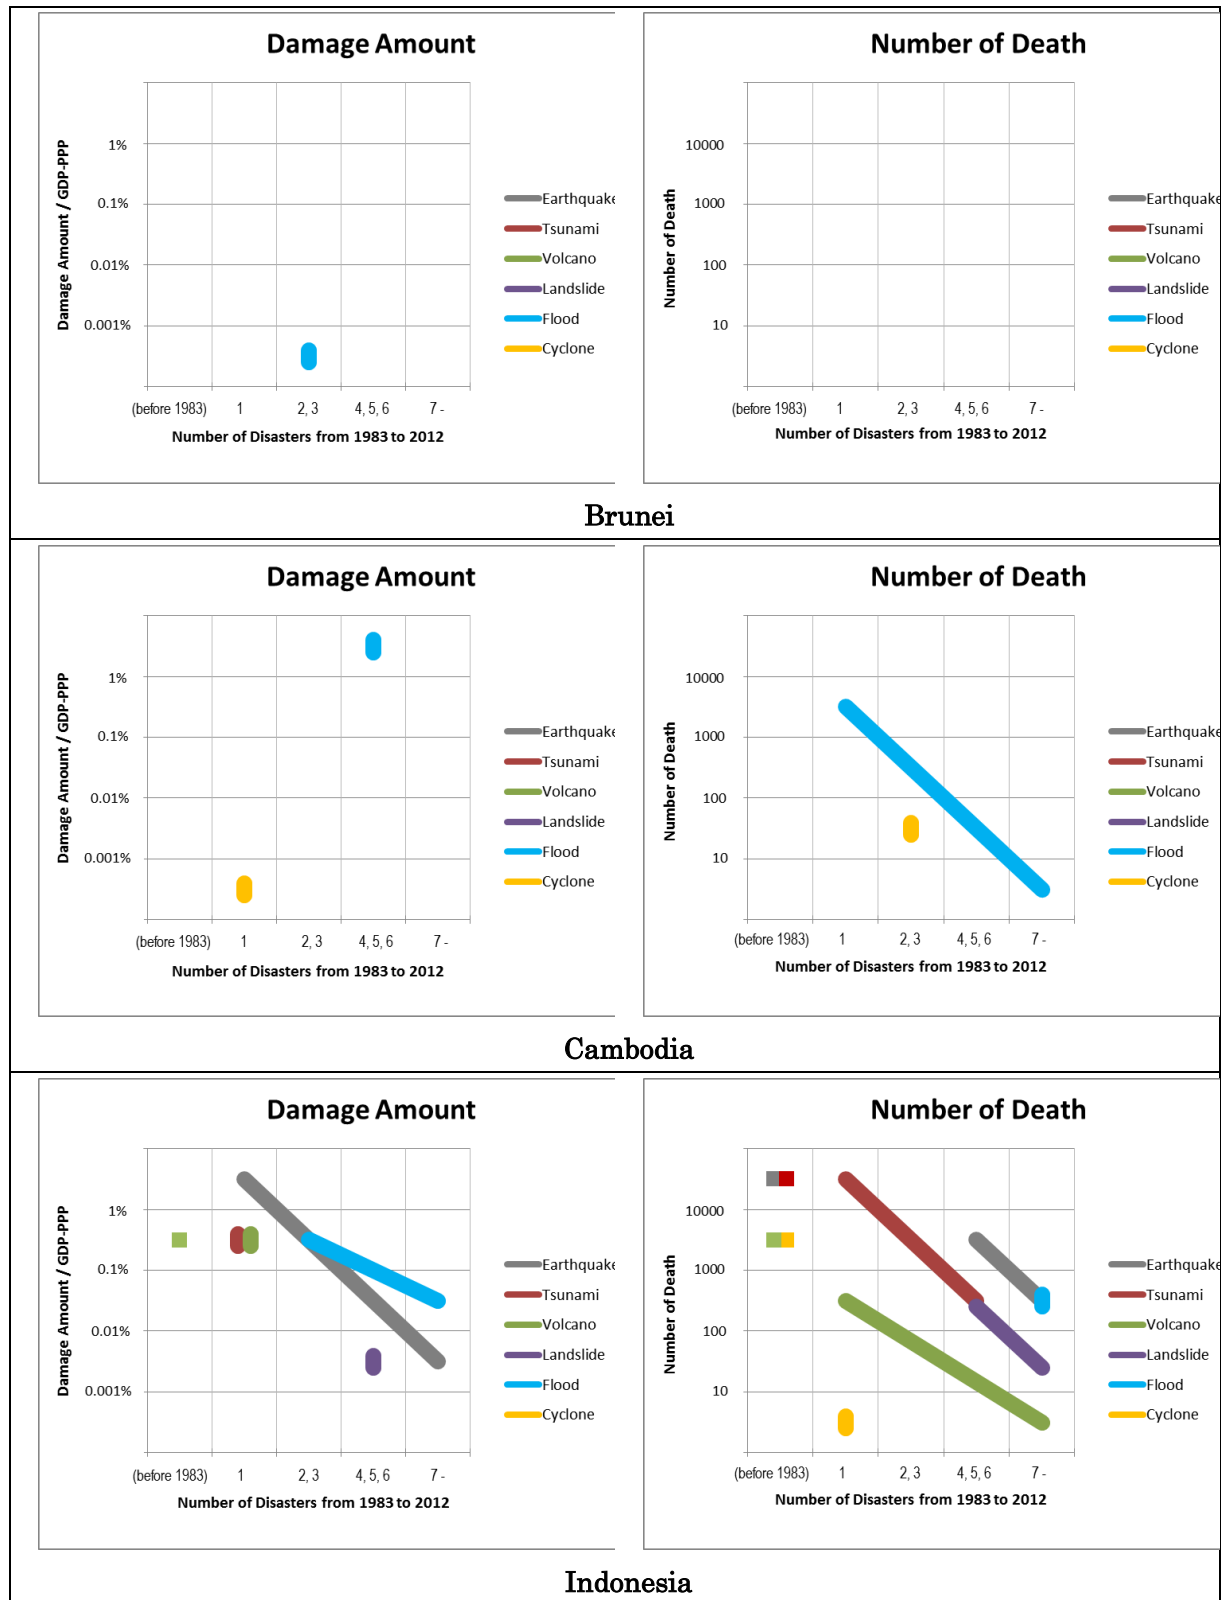 Damage Amount
Damage Amount / GDP-PPP
1%
0.1%
0.01%
0.001%
(before 1983) 1 2, 3 4, 5, 6 7 -
Number of Disasters from 1983 to 2012
Earthquake
Tsunami
Volcano
Landslide
Flood
Cyclone
Number of Death
Number of Death
10000
1000
100
10
(before 1983) 1 2, 3 4, 5, 6 7 -
Number of Disasters from 1983 to 2012
Earthquake
Tsunami
Volcano
Landslide
Flood
Cyclone
Brunei
Damage Amount
Damage Amount / GDP-PPP
1%
0.1%
0.01%
0.001%
(before 1983) 1 2, 3 4, 5, 6 7 -
Number of Disasters from 1983 to 2012
Earthquake
Tsunami
Volcano
Landslide
Flood
Cyclone
Number of Death
Number of Death
10000
1000
100
10
(before 1983) 1 2, 3 4, 5, 6 7 -
Number of Disasters from 1983 to 2012
Earthquake
Tsunami
Volcano
Landslide
Flood
Cyclone
Cambodia
Damage Amount
Damage Amount / GDP-PPP
1%
0.1%
0.01%
0.001%
(before 1983) 1 2, 3 4, 5, 6 7 -
Number of Disasters from 1983 to 2012
Earthquake
Tsunami
Volcano
Landslide
Flood
Cyclone
Number of Death
Number of Death
10000
1000
100
10
(before 1983) 1 2, 3 4, 5, 6 7 -
Number of Disasters from 1983 to 2012
Earthquake
Tsunami
Volcano
Landslide
Flood
Cyclone
Indonesia